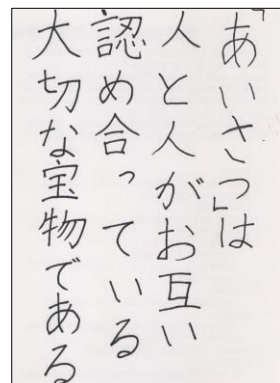 「あいさつ」は
人と人がお互い
認め合っている
大切な宝物である